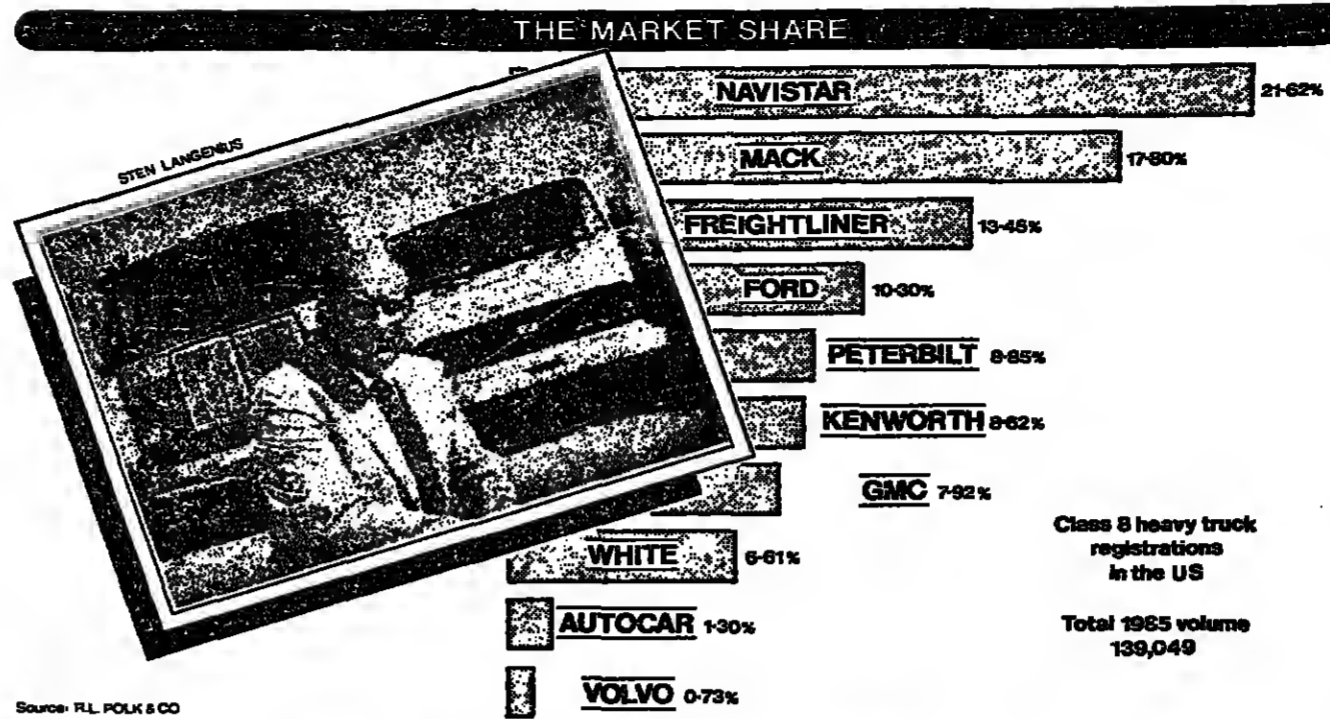 THE MARKET SHARE
STEN LANGENIUS
NAVISTAR 21·62%
MACK 17·80%
FREIGHTLINER 13·45%
FORD 10·30%
PETERBILT 8·85%
KENWORTH 8·62%
GMC 7·92%
WHITE 6·61%
AUTOCAR 1·30%
VOLVO 0·73%
Class 8 heavy truck
registrations
in the US
Total 1985 volume
139,049
Source: R.L. POLK & CO